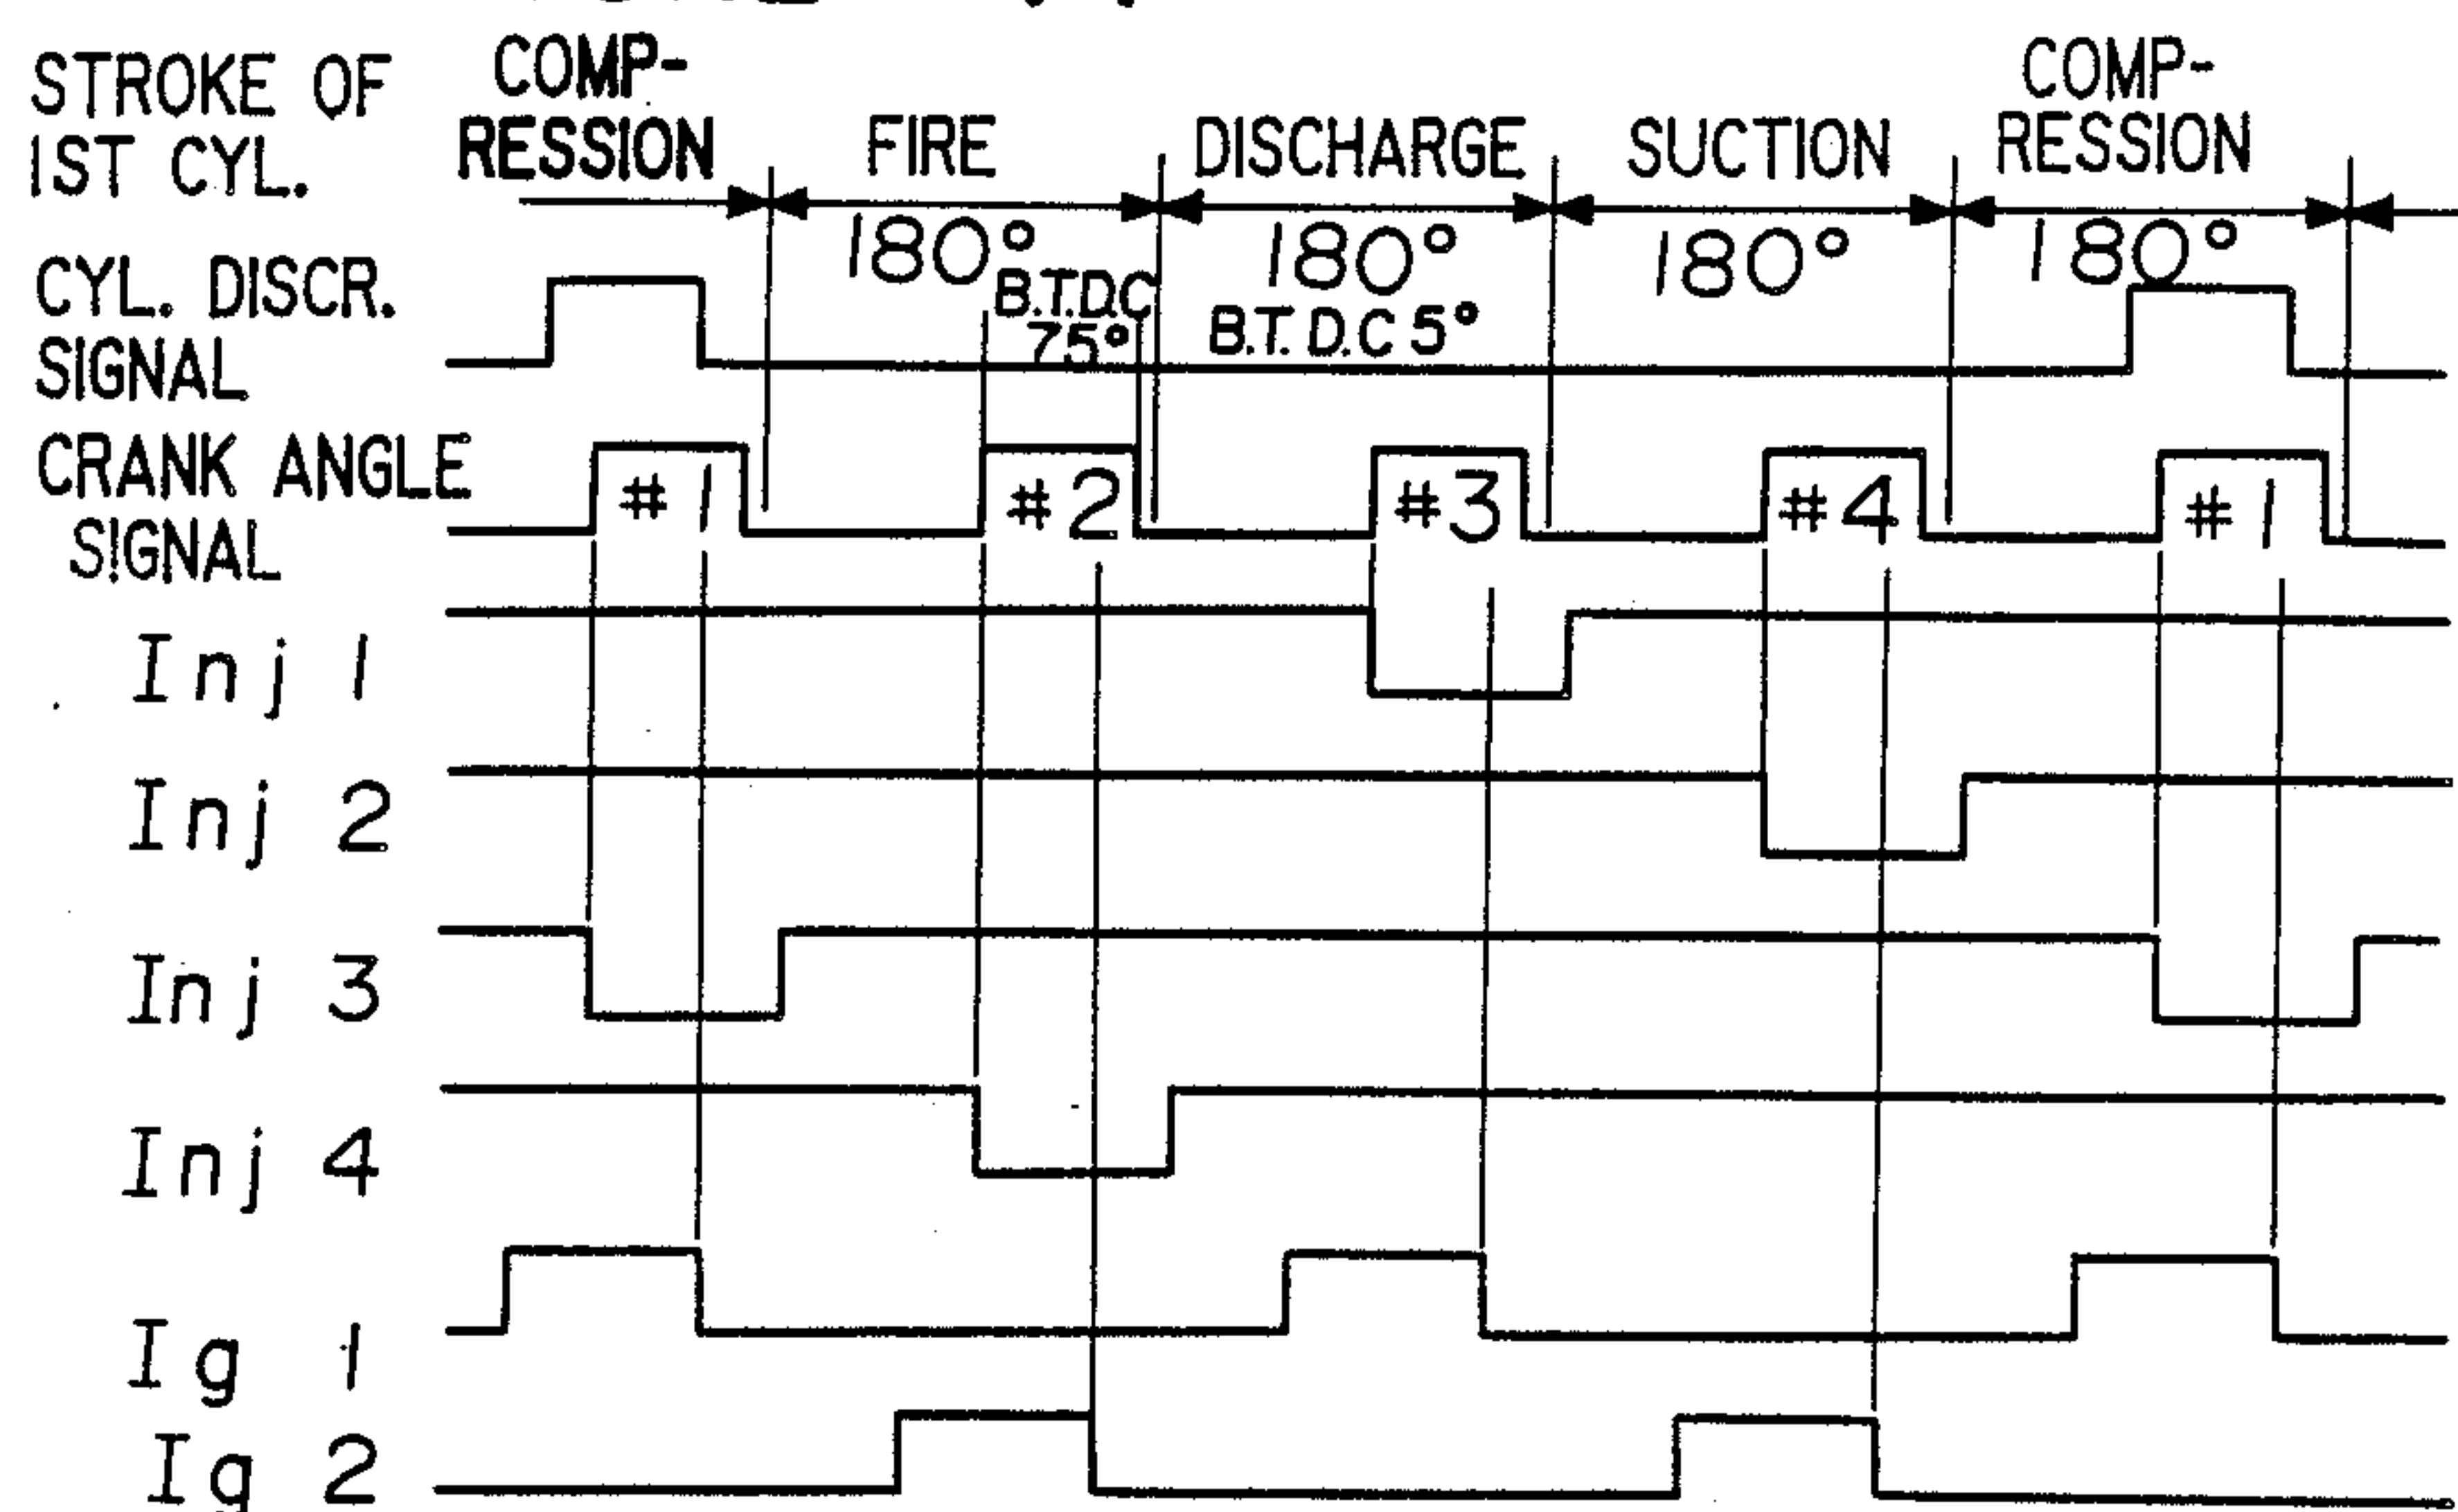 STROKE OF
1ST CYL.
COMP-
RESSION
FIRE
DISCHARGE
SUCTION
COMP-
RESSION
180°
180°
180°
180°
CYL. DISCR.
SIGNAL
B.T.D.C
75°
B.T.D.C 5°
CRANK ANGLE
SIGNAL
#1
#2
#3
#4
#1
Inj 1
Inj 2
Inj 3
Inj 4
Ig 1
Ig 2